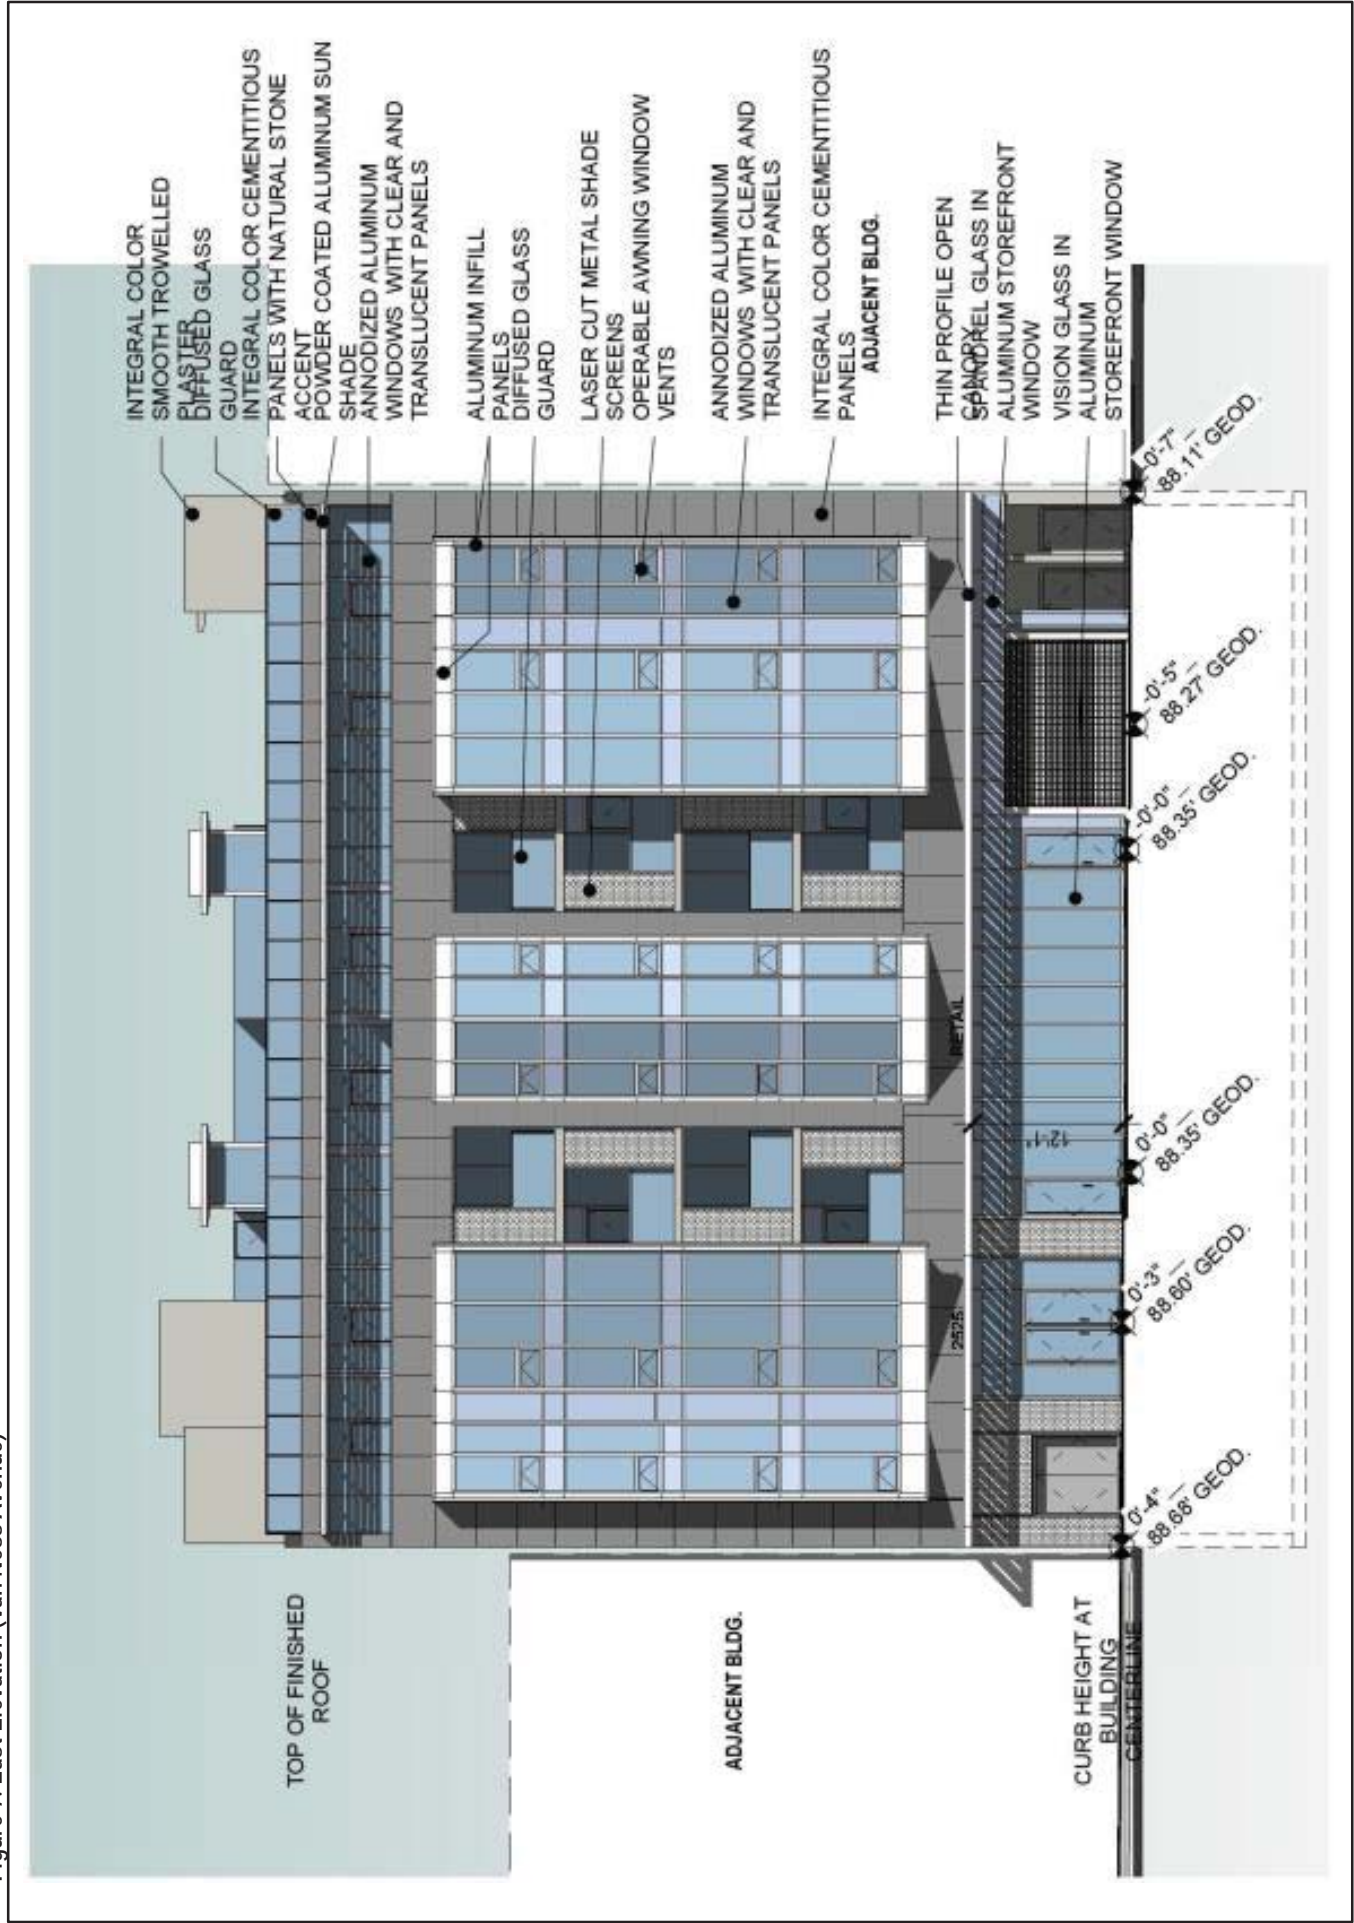 East Elevation (Van Ness Avenue)
INTEGRAL COLOR
SMOOTH TROWELLED
PLASTER
DIFFUSED GLASS
GUARD
INTEGRAL COLOR CEMENTITIOUS
PANELS WITH NATURAL STONE
ACCENT
POWDER COATED ALUMINUM SUN
SHADE
ANNODIZED ALUMINUM
WINDOWS WITH CLEAR AND
TRANSLUCENT PANELS
ALUMINUM INFILL
PANELS
DIFFUSED GLASS
GUARD
LASER CUT METAL SHADE
SCREENS
OPERABLE AWNING WINDOW
VENTS
ANNODIZED ALUMINUM
WINDOWS WITH CLEAR AND
TRANSLUCENT PANELS
INTEGRAL COLOR CEMENTITIOUS
PANELS
ADJACENT BLDG.
THIN PROFILE OPEN
CANOPY
SPANDREL GLASS IN
ALUMINUM STOREFRONT
WINDOW
VISION GLASS IN
ALUMINUM
STOREFRONT WINDOW
TOP OF FINISHED
ROOF
ADJACENT BLDG.
CURB HEIGHT AT
BUILDING
CENTERLINE
2525
RETAIL
12'-1"
0'-4"
88.68' GEOD.
0'-3"
88.60' GEOD.
0'-0"
88.35' GEOD.
-0'-0"
88.35' GEOD.
-0'-5"
88.27' GEOD.
-0'-7"
88.11' GEOD.